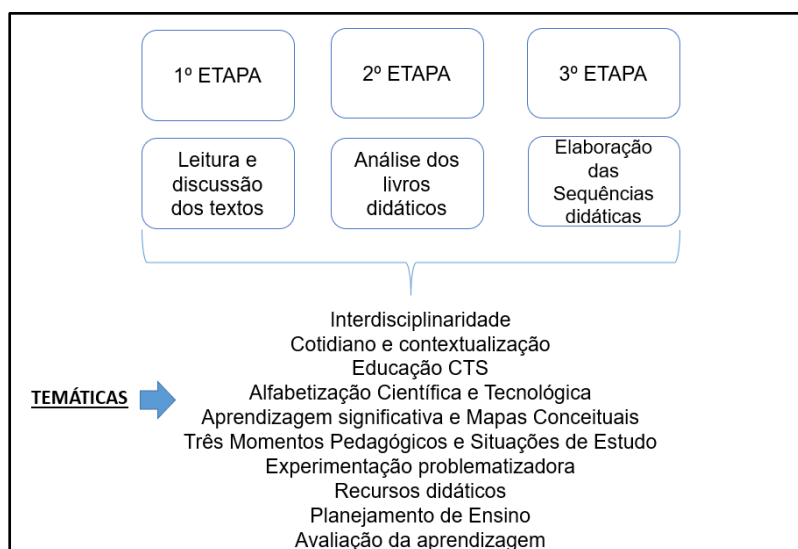 1º ETAPA
2º ETAPA
3º ETAPA
Leitura e
discussão
dos textos
Análise dos
livros
didáticos
Elaboração
das
Sequências
didáticas
TEMÁTICAS
Interdisciplinaridade
Cotidiano e contextualização
Educação CTS
Alfabetização Científica e Tecnológica
Aprendizagem significativa e Mapas Conceituais
Três Momentos Pedagógicos e Situações de Estudo
Experimentação problematizadora
Recursos didáticos
Planejamento de Ensino
Avaliação da aprendizagem